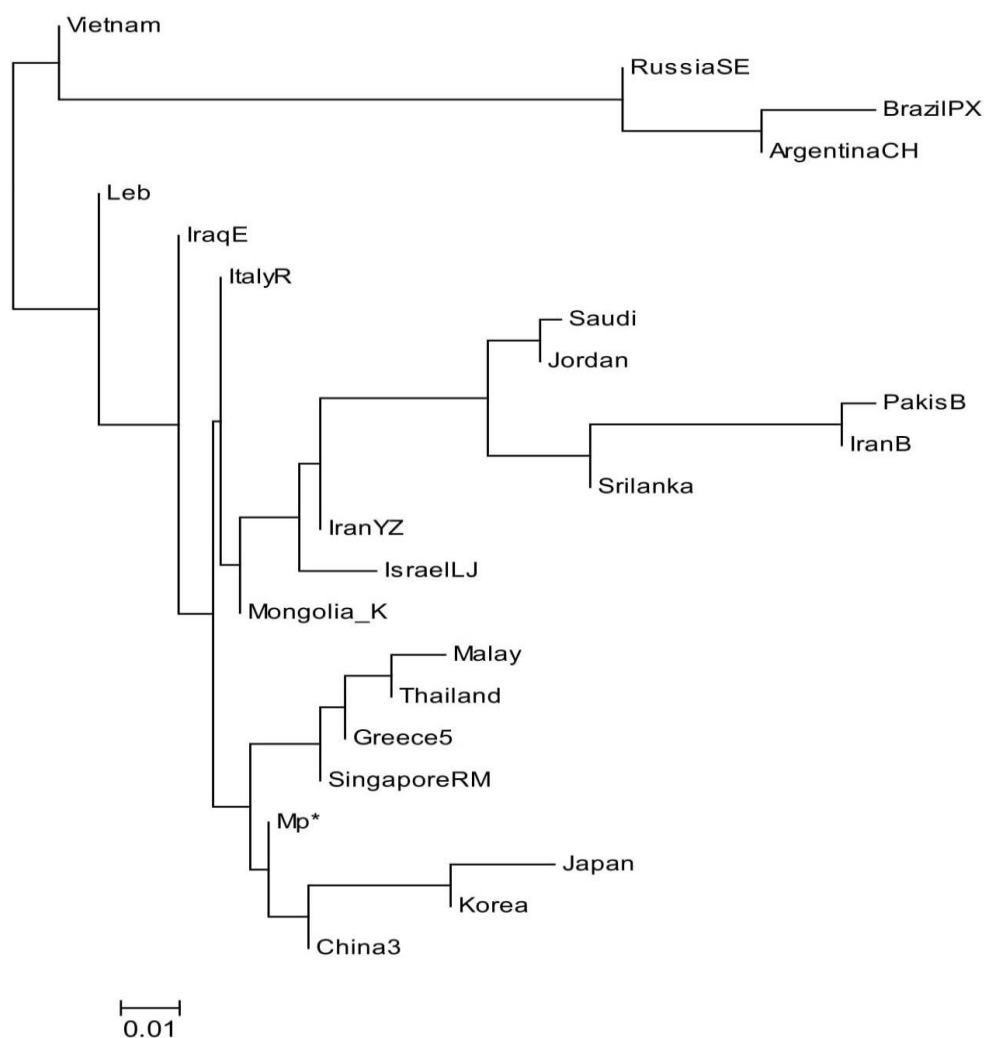 Vietnam
RussiaSE
BrazilPX
ArgentinaCH
Leb
IraqE
ItalyR
Saudi
Jordan
PakisB
IranB
Srilanka
IranYZ
IsraelLJ
Mongolia_K
Malay
Thailand
Greece5
SingaporeRM
Mp*
Japan
Korea
China3
0.01